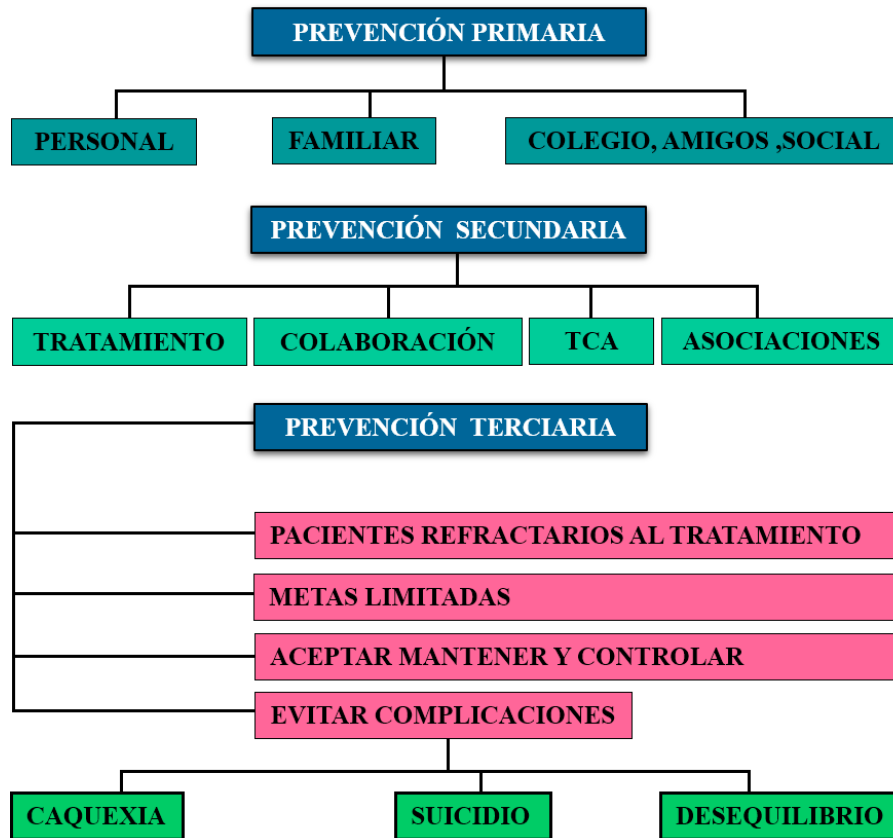 PREVENCIÓN PRIMARIA
PERSONAL
FAMILIAR
COLEGIO, AMIGOS ,SOCIAL
PREVENCIÓN SECUNDARIA
TRATAMIENTO
COLABORACIÓN
TCA
ASOCIACIONES
PREVENCIÓN TERCIARIA
PACIENTES REFRACTARIOS AL TRATAMIENTO
METAS LIMITADAS
ACEPTAR MANTENER Y CONTROLAR
EVITAR COMPLICACIONES
CAQUEXIA
SUICIDIO
DESEQUILIBRIO